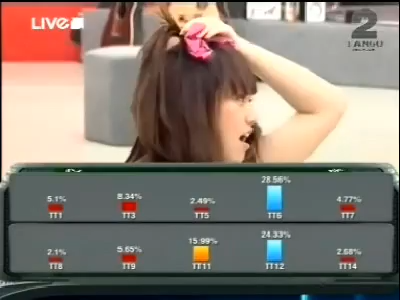 LIVE
2
5.1% 8.34% 2.49% 28.56% 4.77%
TT1 TT3 TT5 TT6 TT7
2.1% 5.65% 15.99% 24.33% 2.68%
TT8 TT9 TT11 TT12 TT14